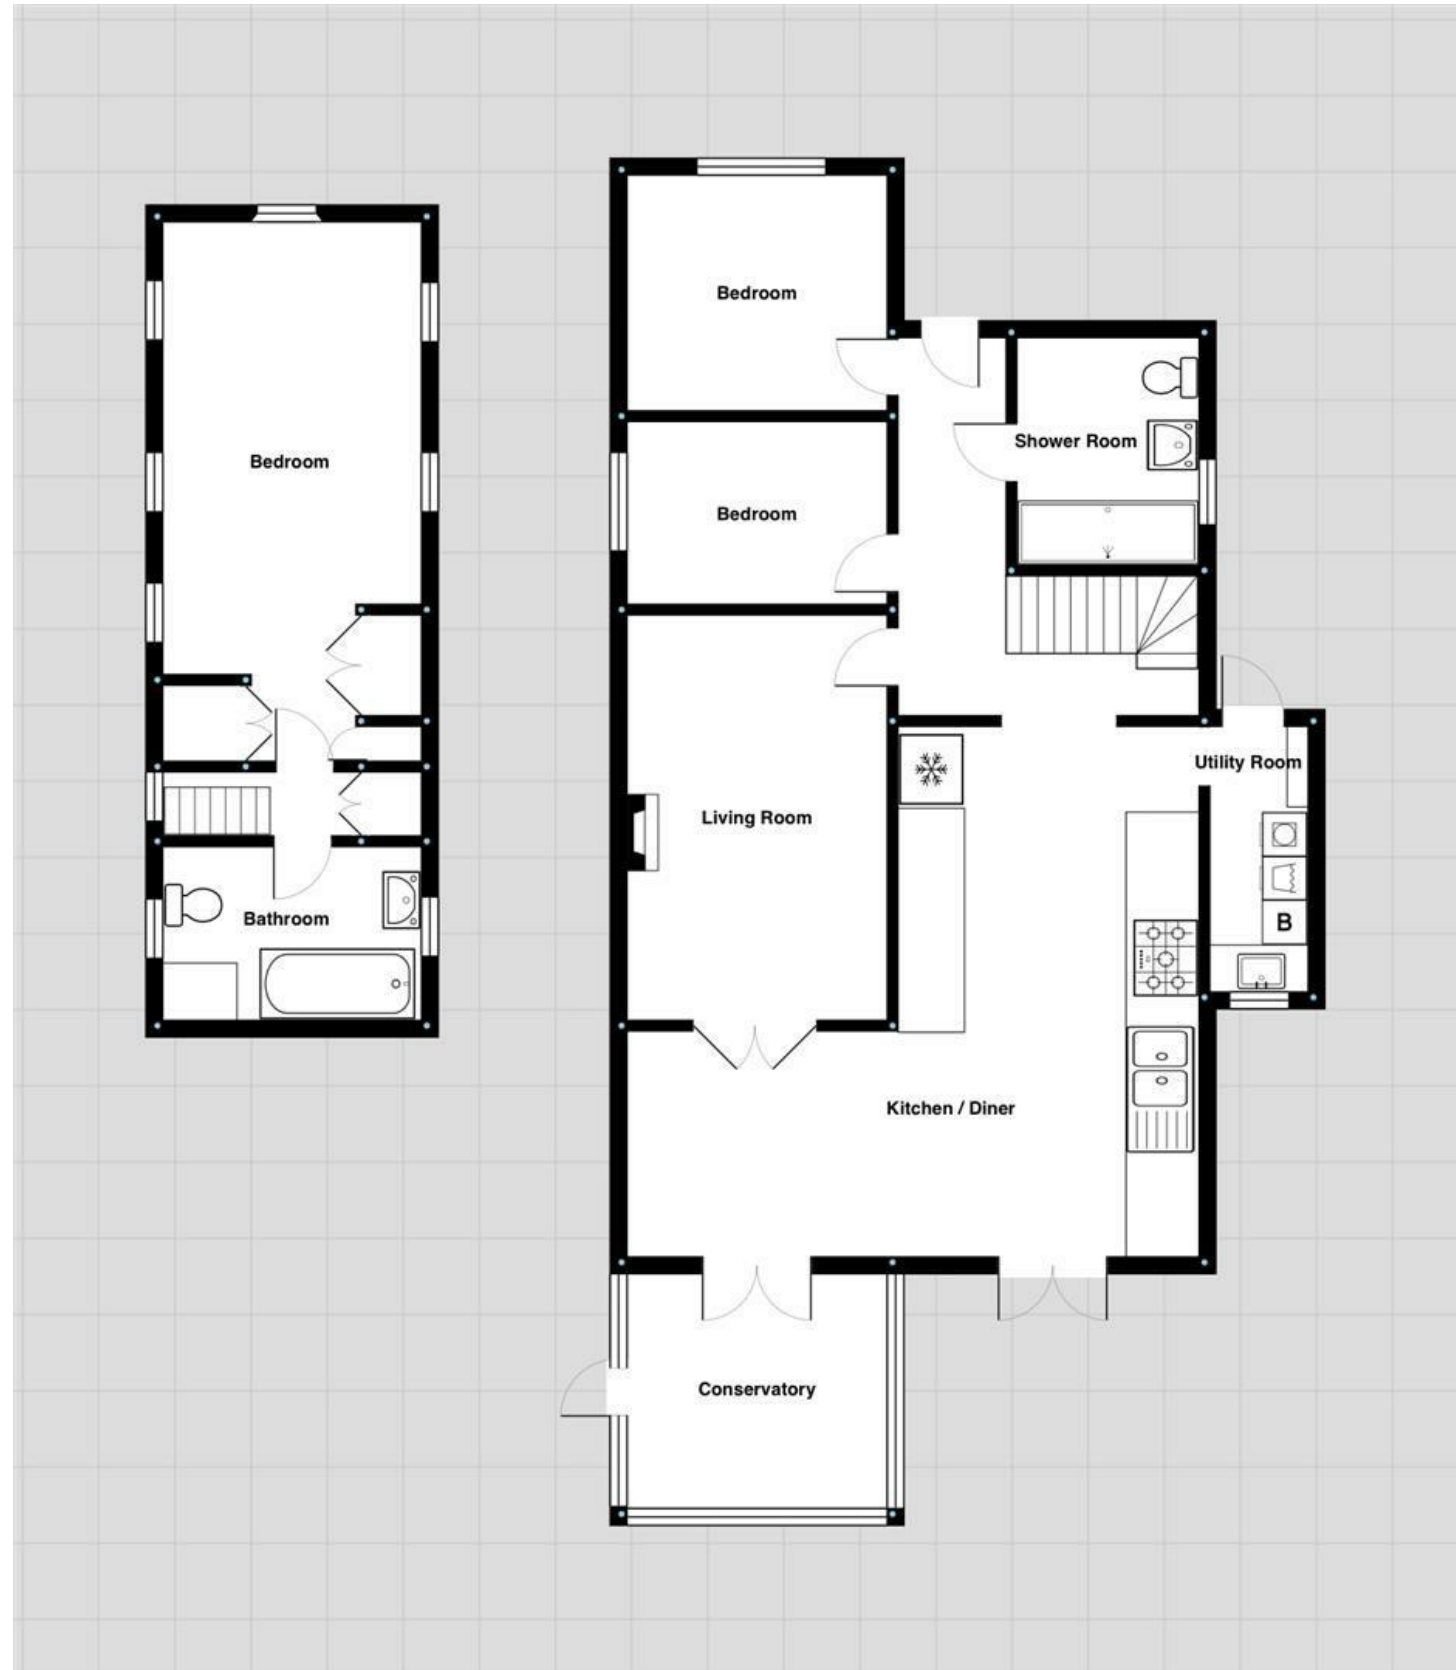 Bedroom
Bathroom
Bedroom
Bedroom
Shower Room
Living Room
Utility Room
B
Kitchen / Diner
Conservatory